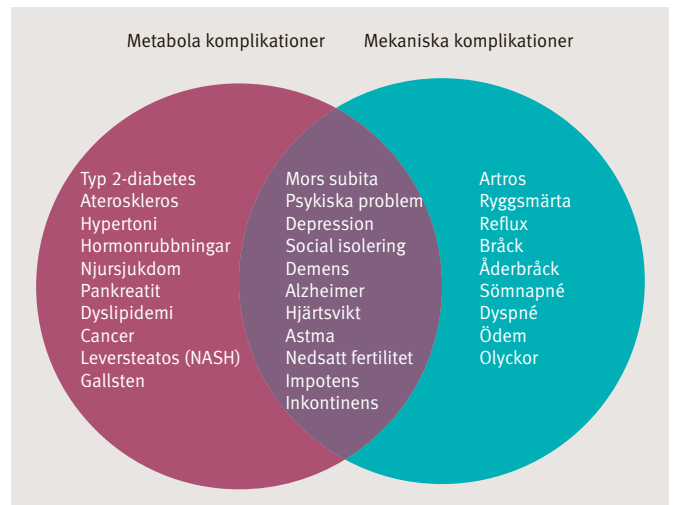 Metabola komplikationer
Mekaniska komplikationer
Typ 2-diabetes
Ateroskleros
Hypertoni
Hormonrubbningar
Njursjukdom
Pankreatit
Dyslipidemi
Cancer
Leversteatos (NASH)
Gallsten
Mors subita
Psykiska problem
Depression
Social isolering
Demens
Alzheimer
Hjärtsvikt
Astma
Nedsatt fertilitet
Impotens
Inkontinens
Artros
Ryggsmärta
Reflux
Bråck
Åderbråck
Sömnapné
Dyspné
Ödem
Olyckor